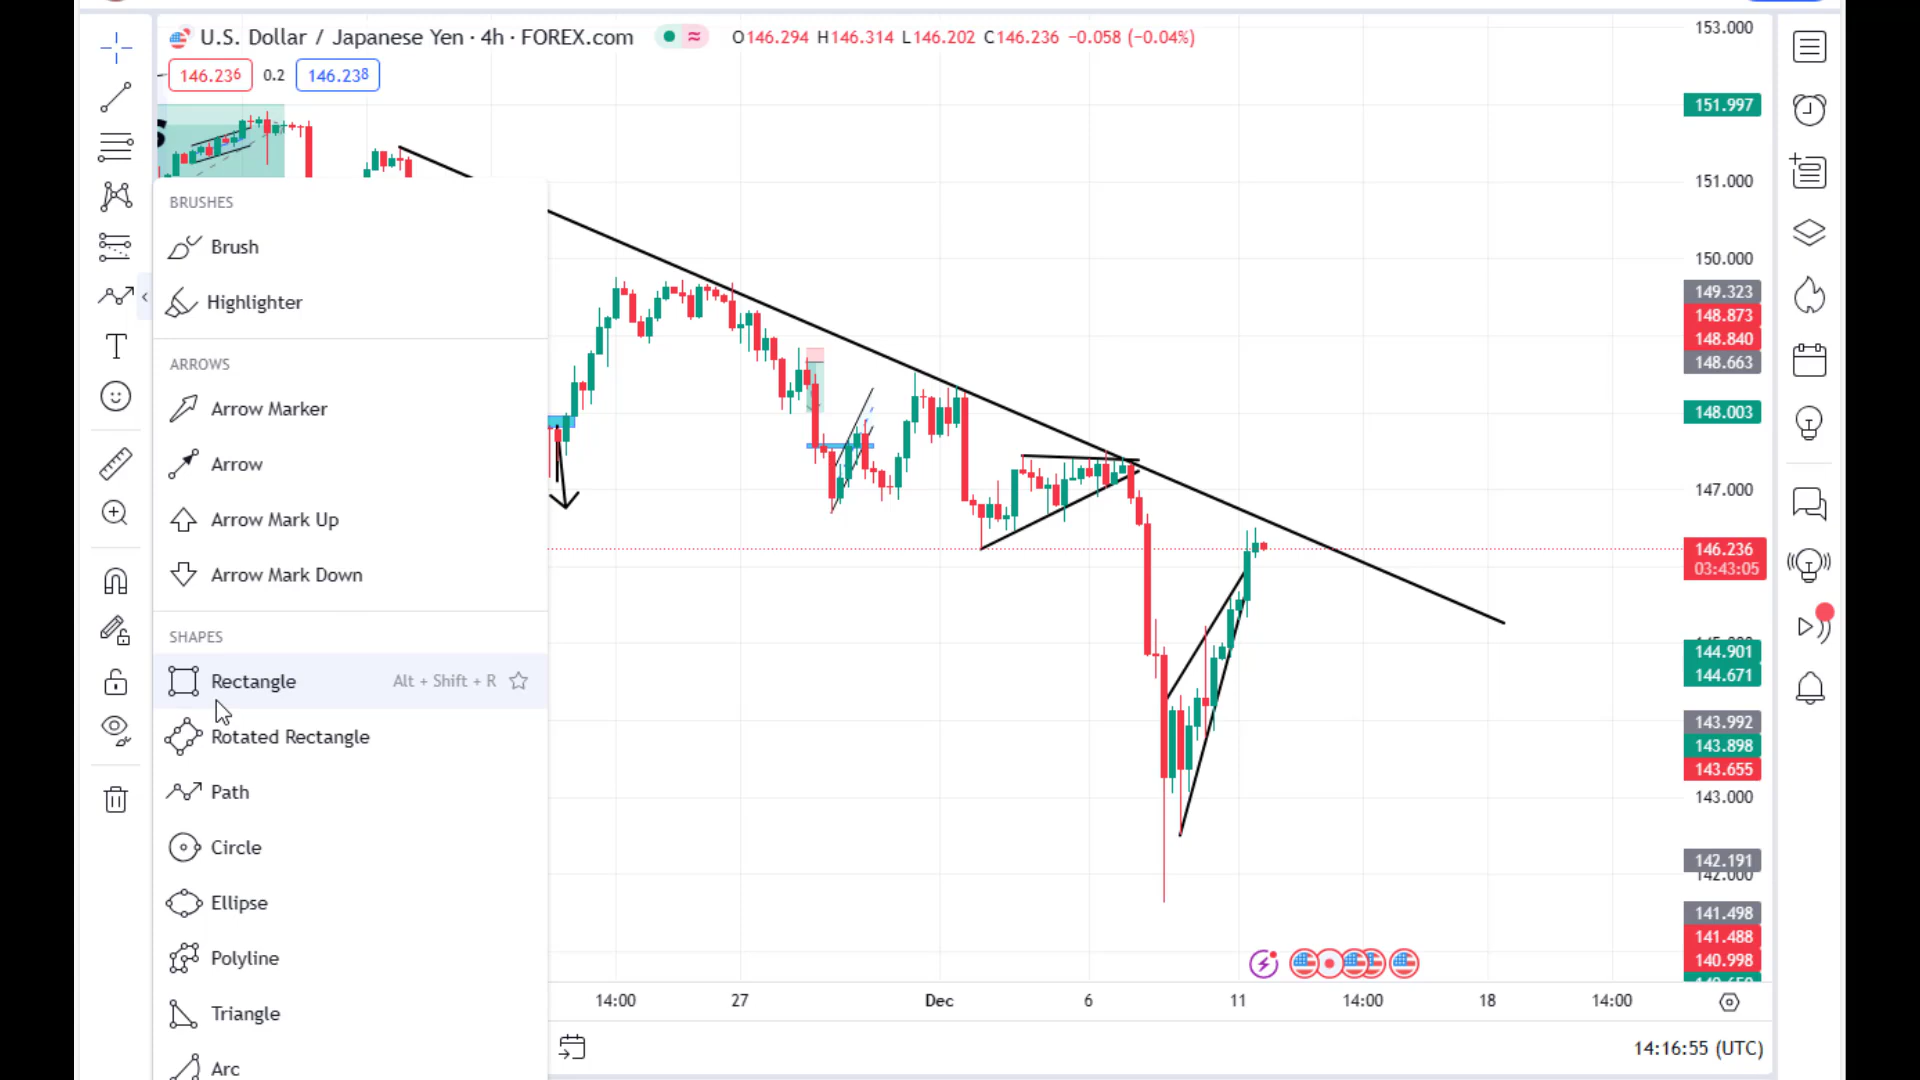 U.S. Dollar / Japanese Yen · 4h · FOREX.com O146.294 H146.314 L146.202 C146.236 −0.058 (−0.04%)
146.236 0.2 146.238
BRUSHES
Brush
Highlighter
ARROWS
Arrow Marker
Arrow
Arrow Mark Up
Arrow Mark Down
SHAPES
Rectangle Alt + Shift + R
Rotated Rectangle
Path
Circle
Ellipse
Polyline
Triangle
Arc
153.000
151.997
151.000
150.000
149.323
148.873
148.840
148.663
148.003
147.000
146.236
03:43:05
144.901
144.671
143.992
143.898
143.655
143.000
142.191
142.000
141.498
141.488
140.998
14:00 27 Dec 6 11 14:00 18 14:00
14:16:55 (UTC)